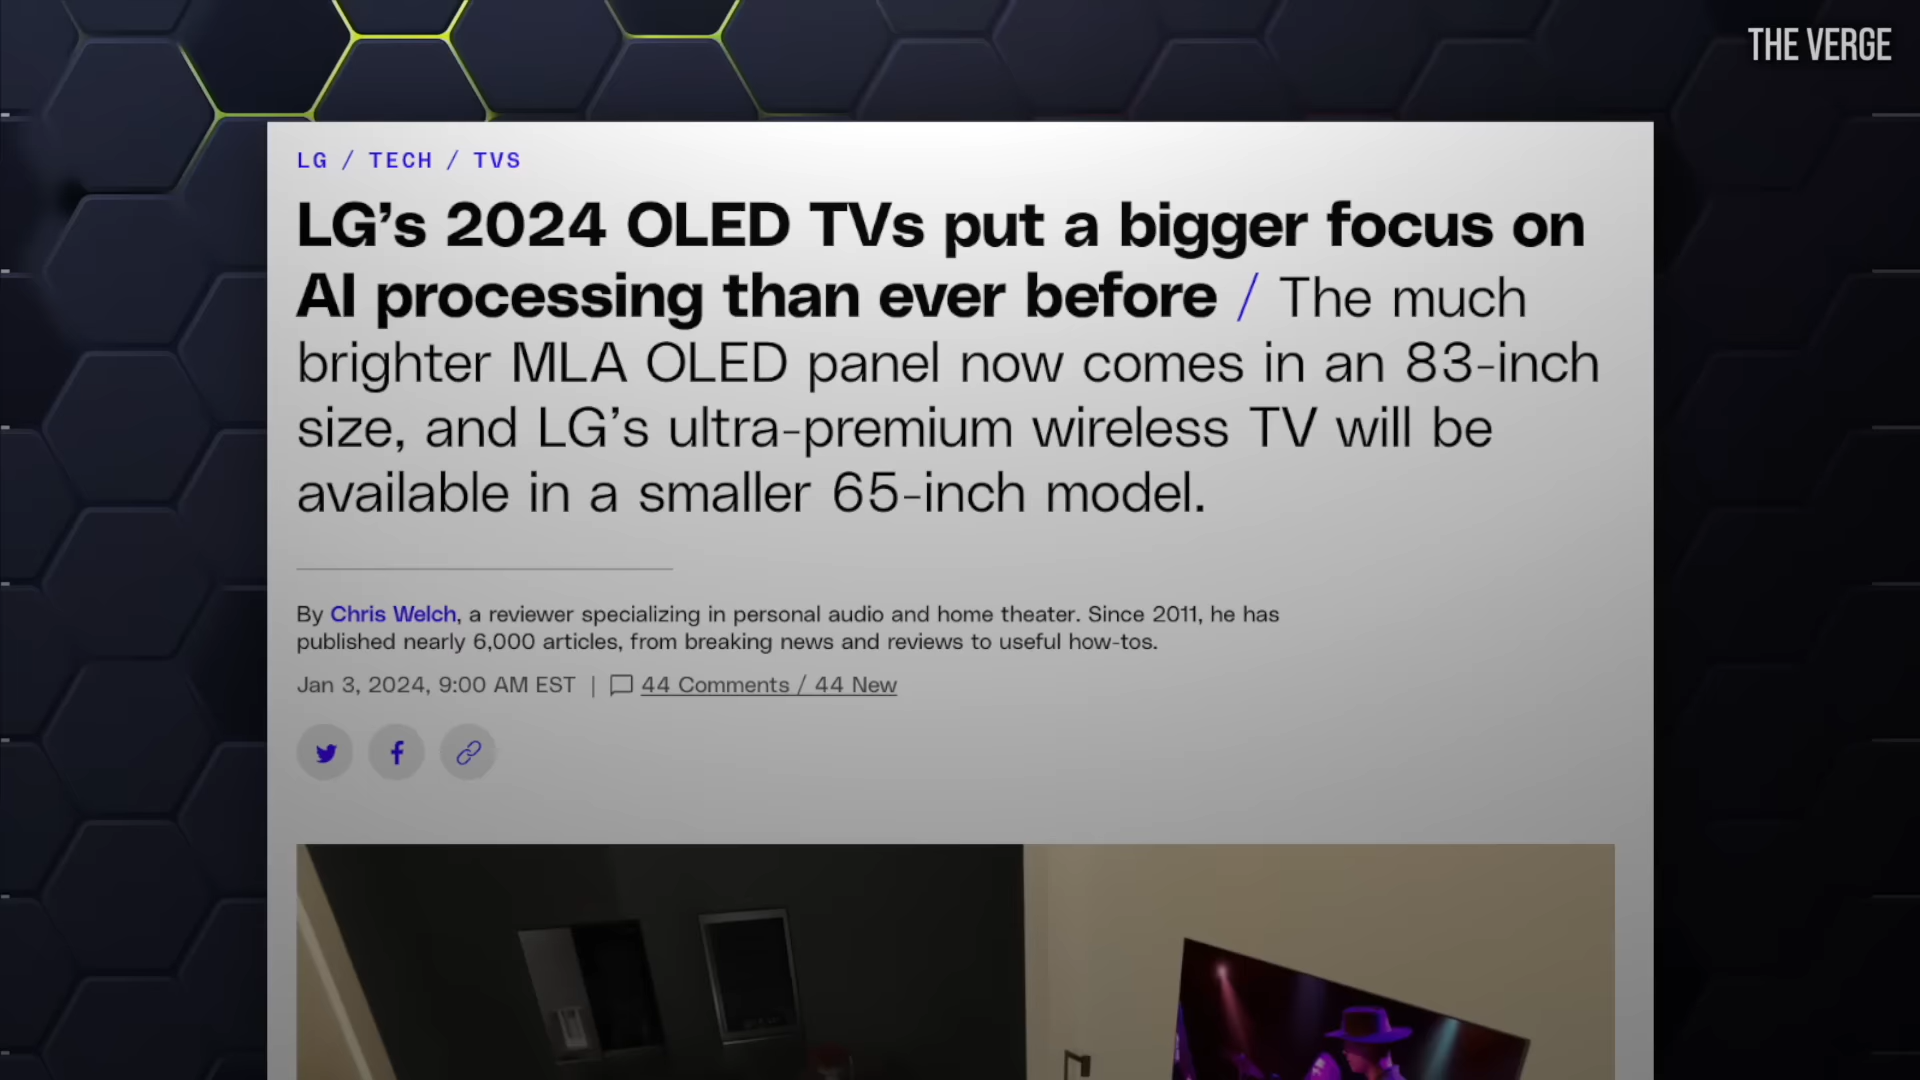 THE VERGE
LG / TECH / TVS
LG’s 2024 OLED TVs put a bigger focus on
AI processing than ever before / The much
brighter MLA OLED panel now comes in an 83-inch
size, and LG’s ultra-premium wireless TV will be
available in a smaller 65-inch model.
By Chris Welch, a reviewer specializing in personal audio and home theater. Since 2011, he has
published nearly 6,000 articles, from breaking news and reviews to useful how-tos.
Jan 3, 2024, 9:00 AM EST | 44 Comments / 44 New